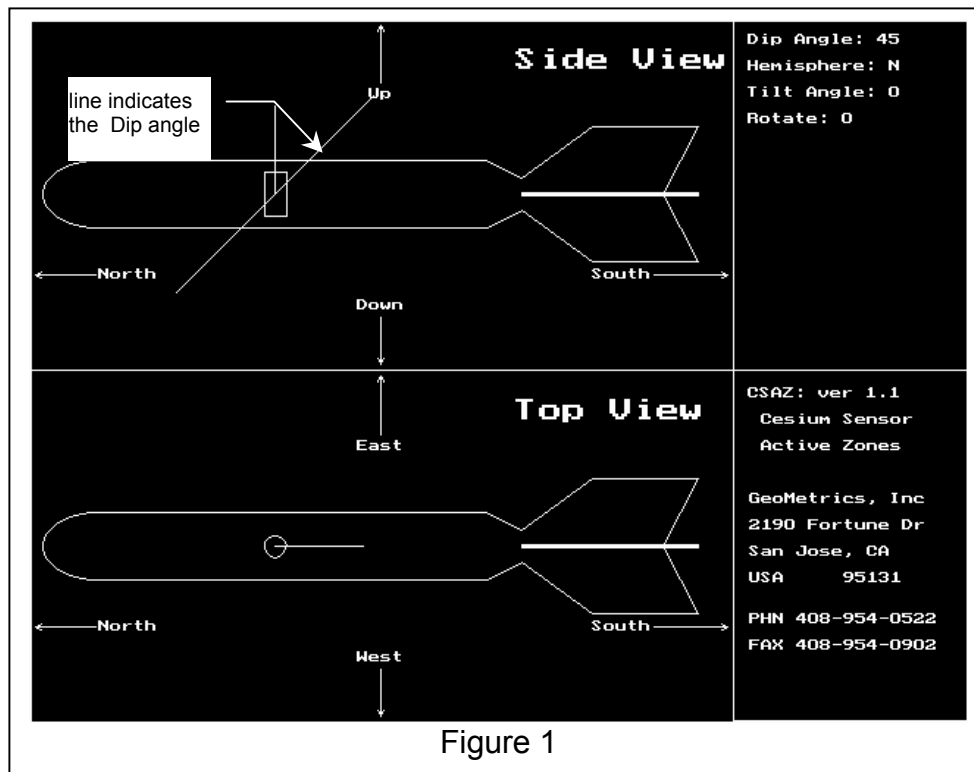 Side View
Up
line indicates
the Dip angle
North
South
Down
Dip Angle: 45
Hemisphere: N
Tilt Angle: 0
Rotate: 0
Top View
East
North
South
West
CSAZ: ver 1.1
Cesium Sensor
Active Zones
GeoMetrics, Inc
2190 Fortune Dr
San Jose, CA
USA 95131
PHN 408-954-0522
FAX 408-954-0902
Figure 1